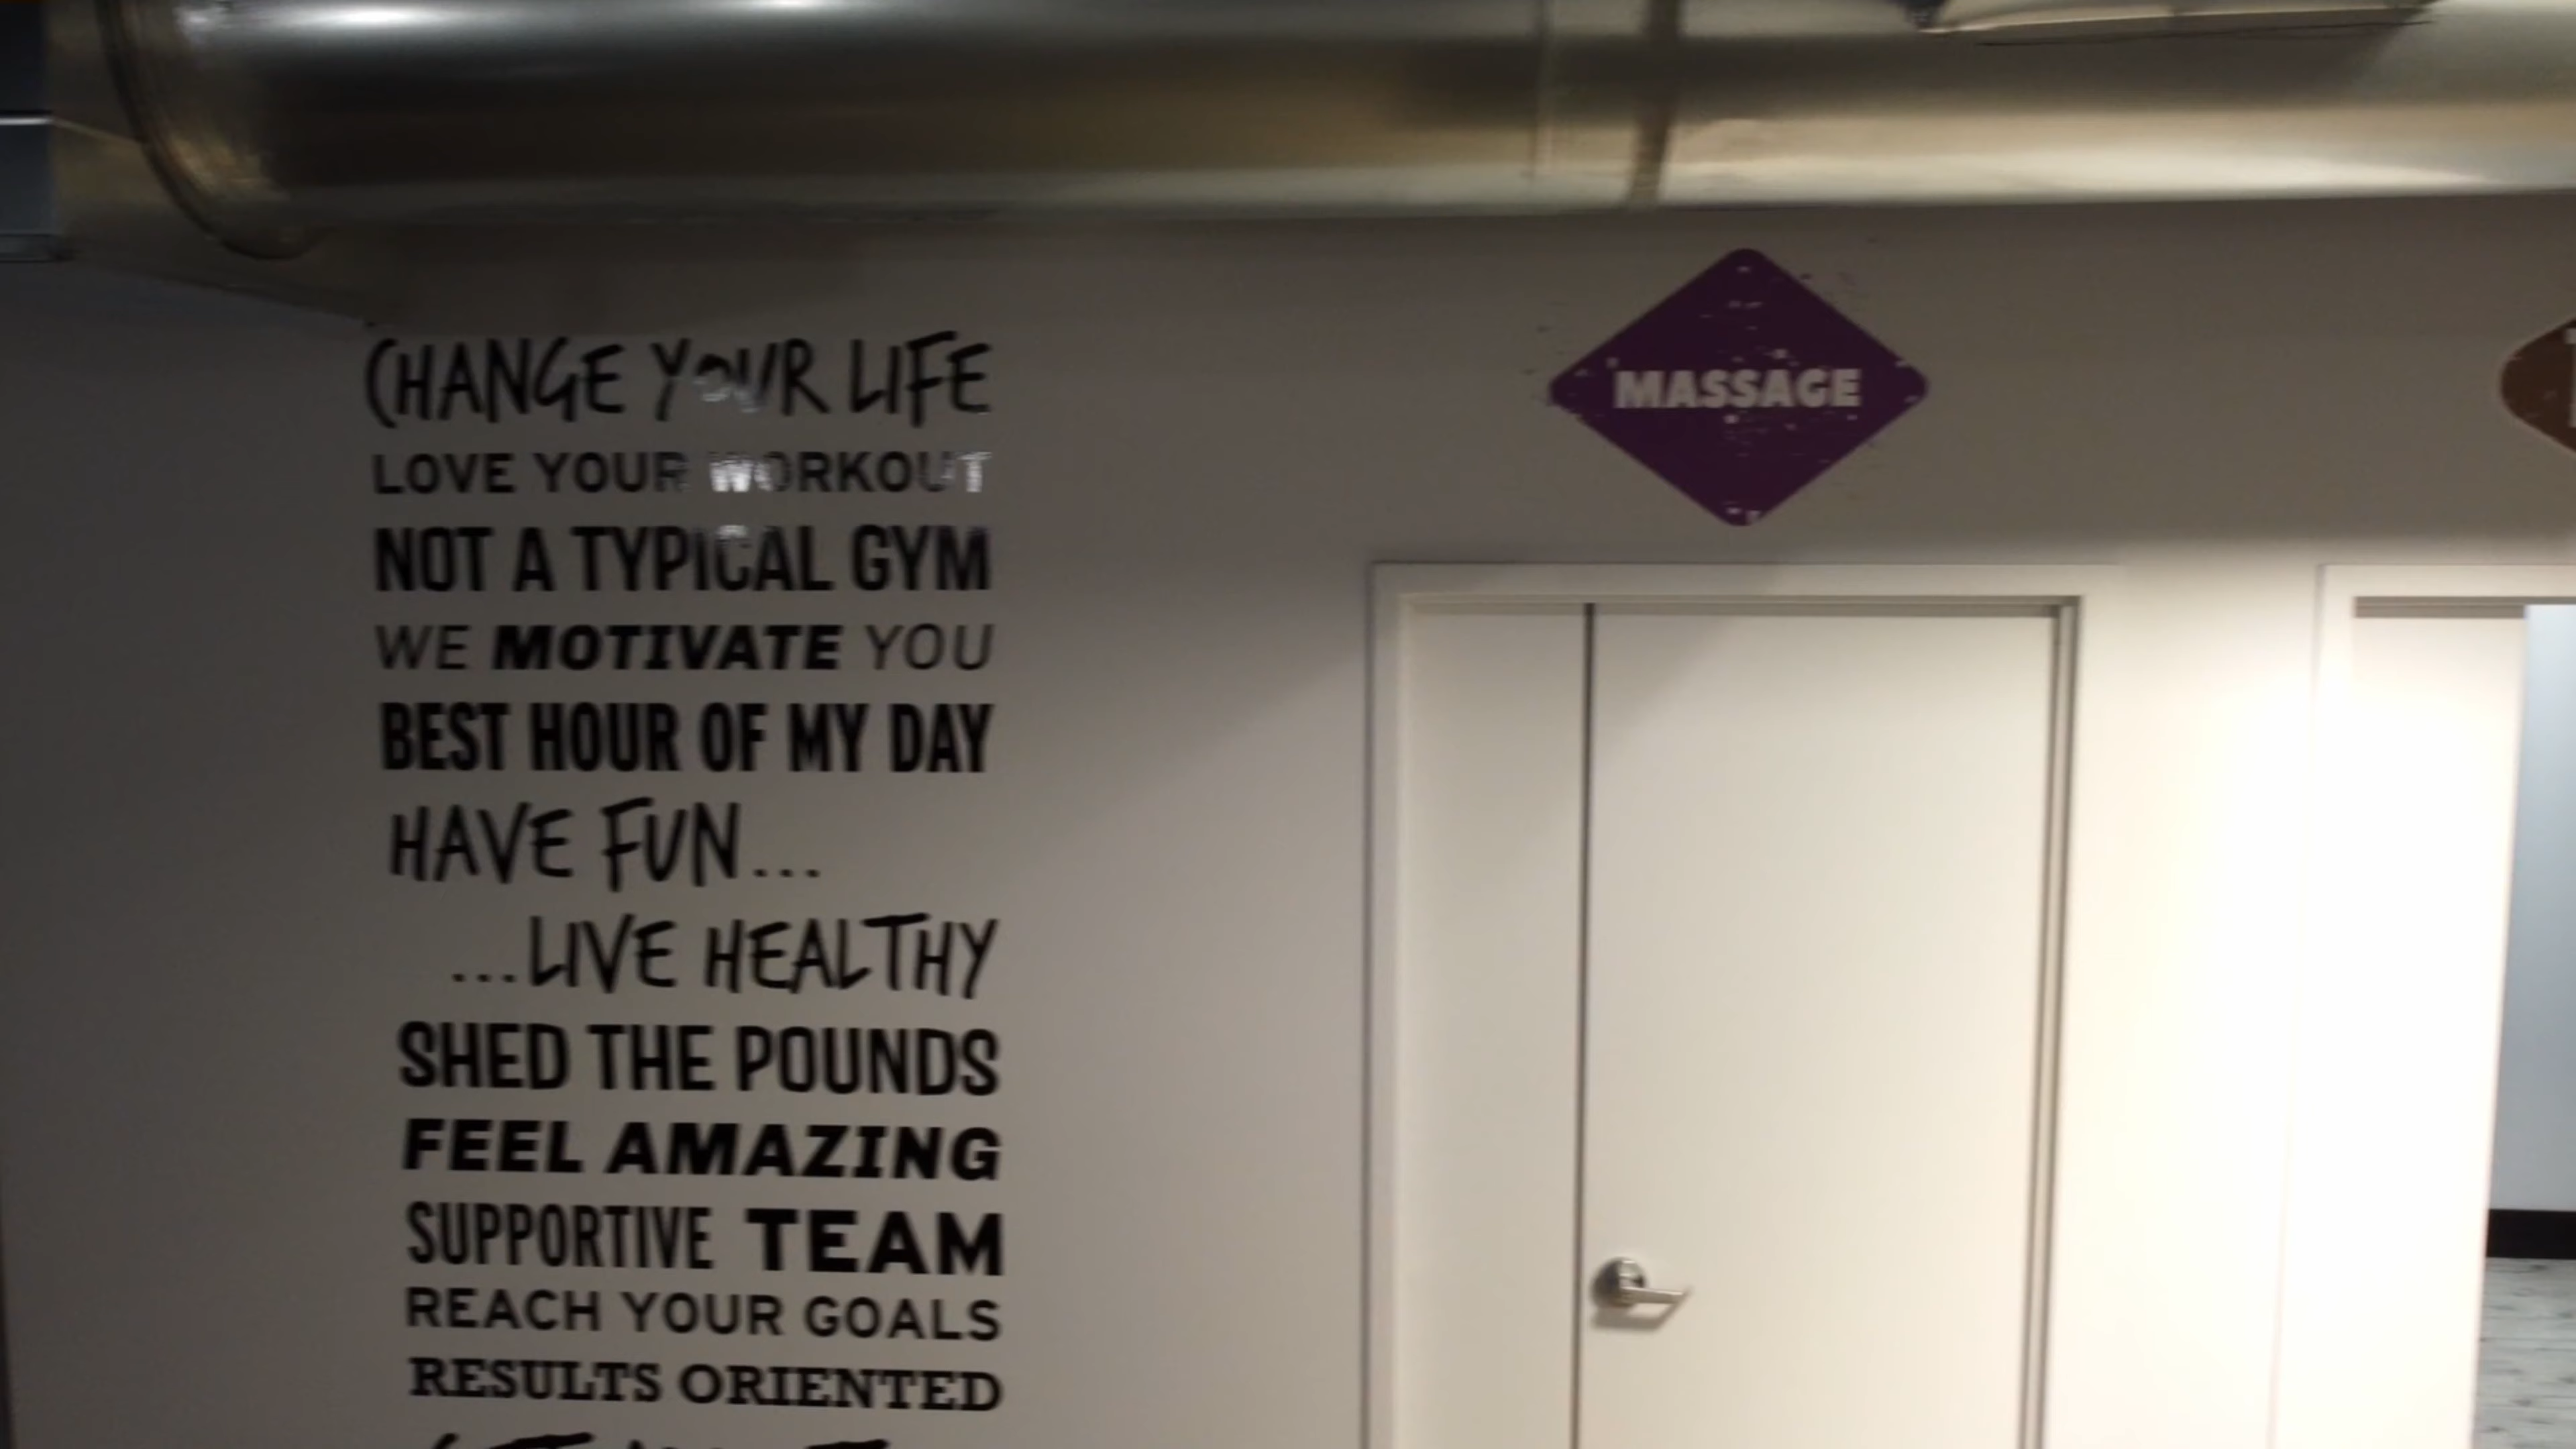 CHANGE YOUR LIFE
LOVE YOUR WORKOUT
NOT A TYPICAL GYM
WE MOTIVATE YOU
BEST HOUR OF MY DAY
HAVE FUN...
...LIVE HEALTHY
SHED THE POUNDS
FEEL AMAZING
SUPPORTIVE TEAM
REACH YOUR GOALS
RESULTS ORIENTED
MASSAGE